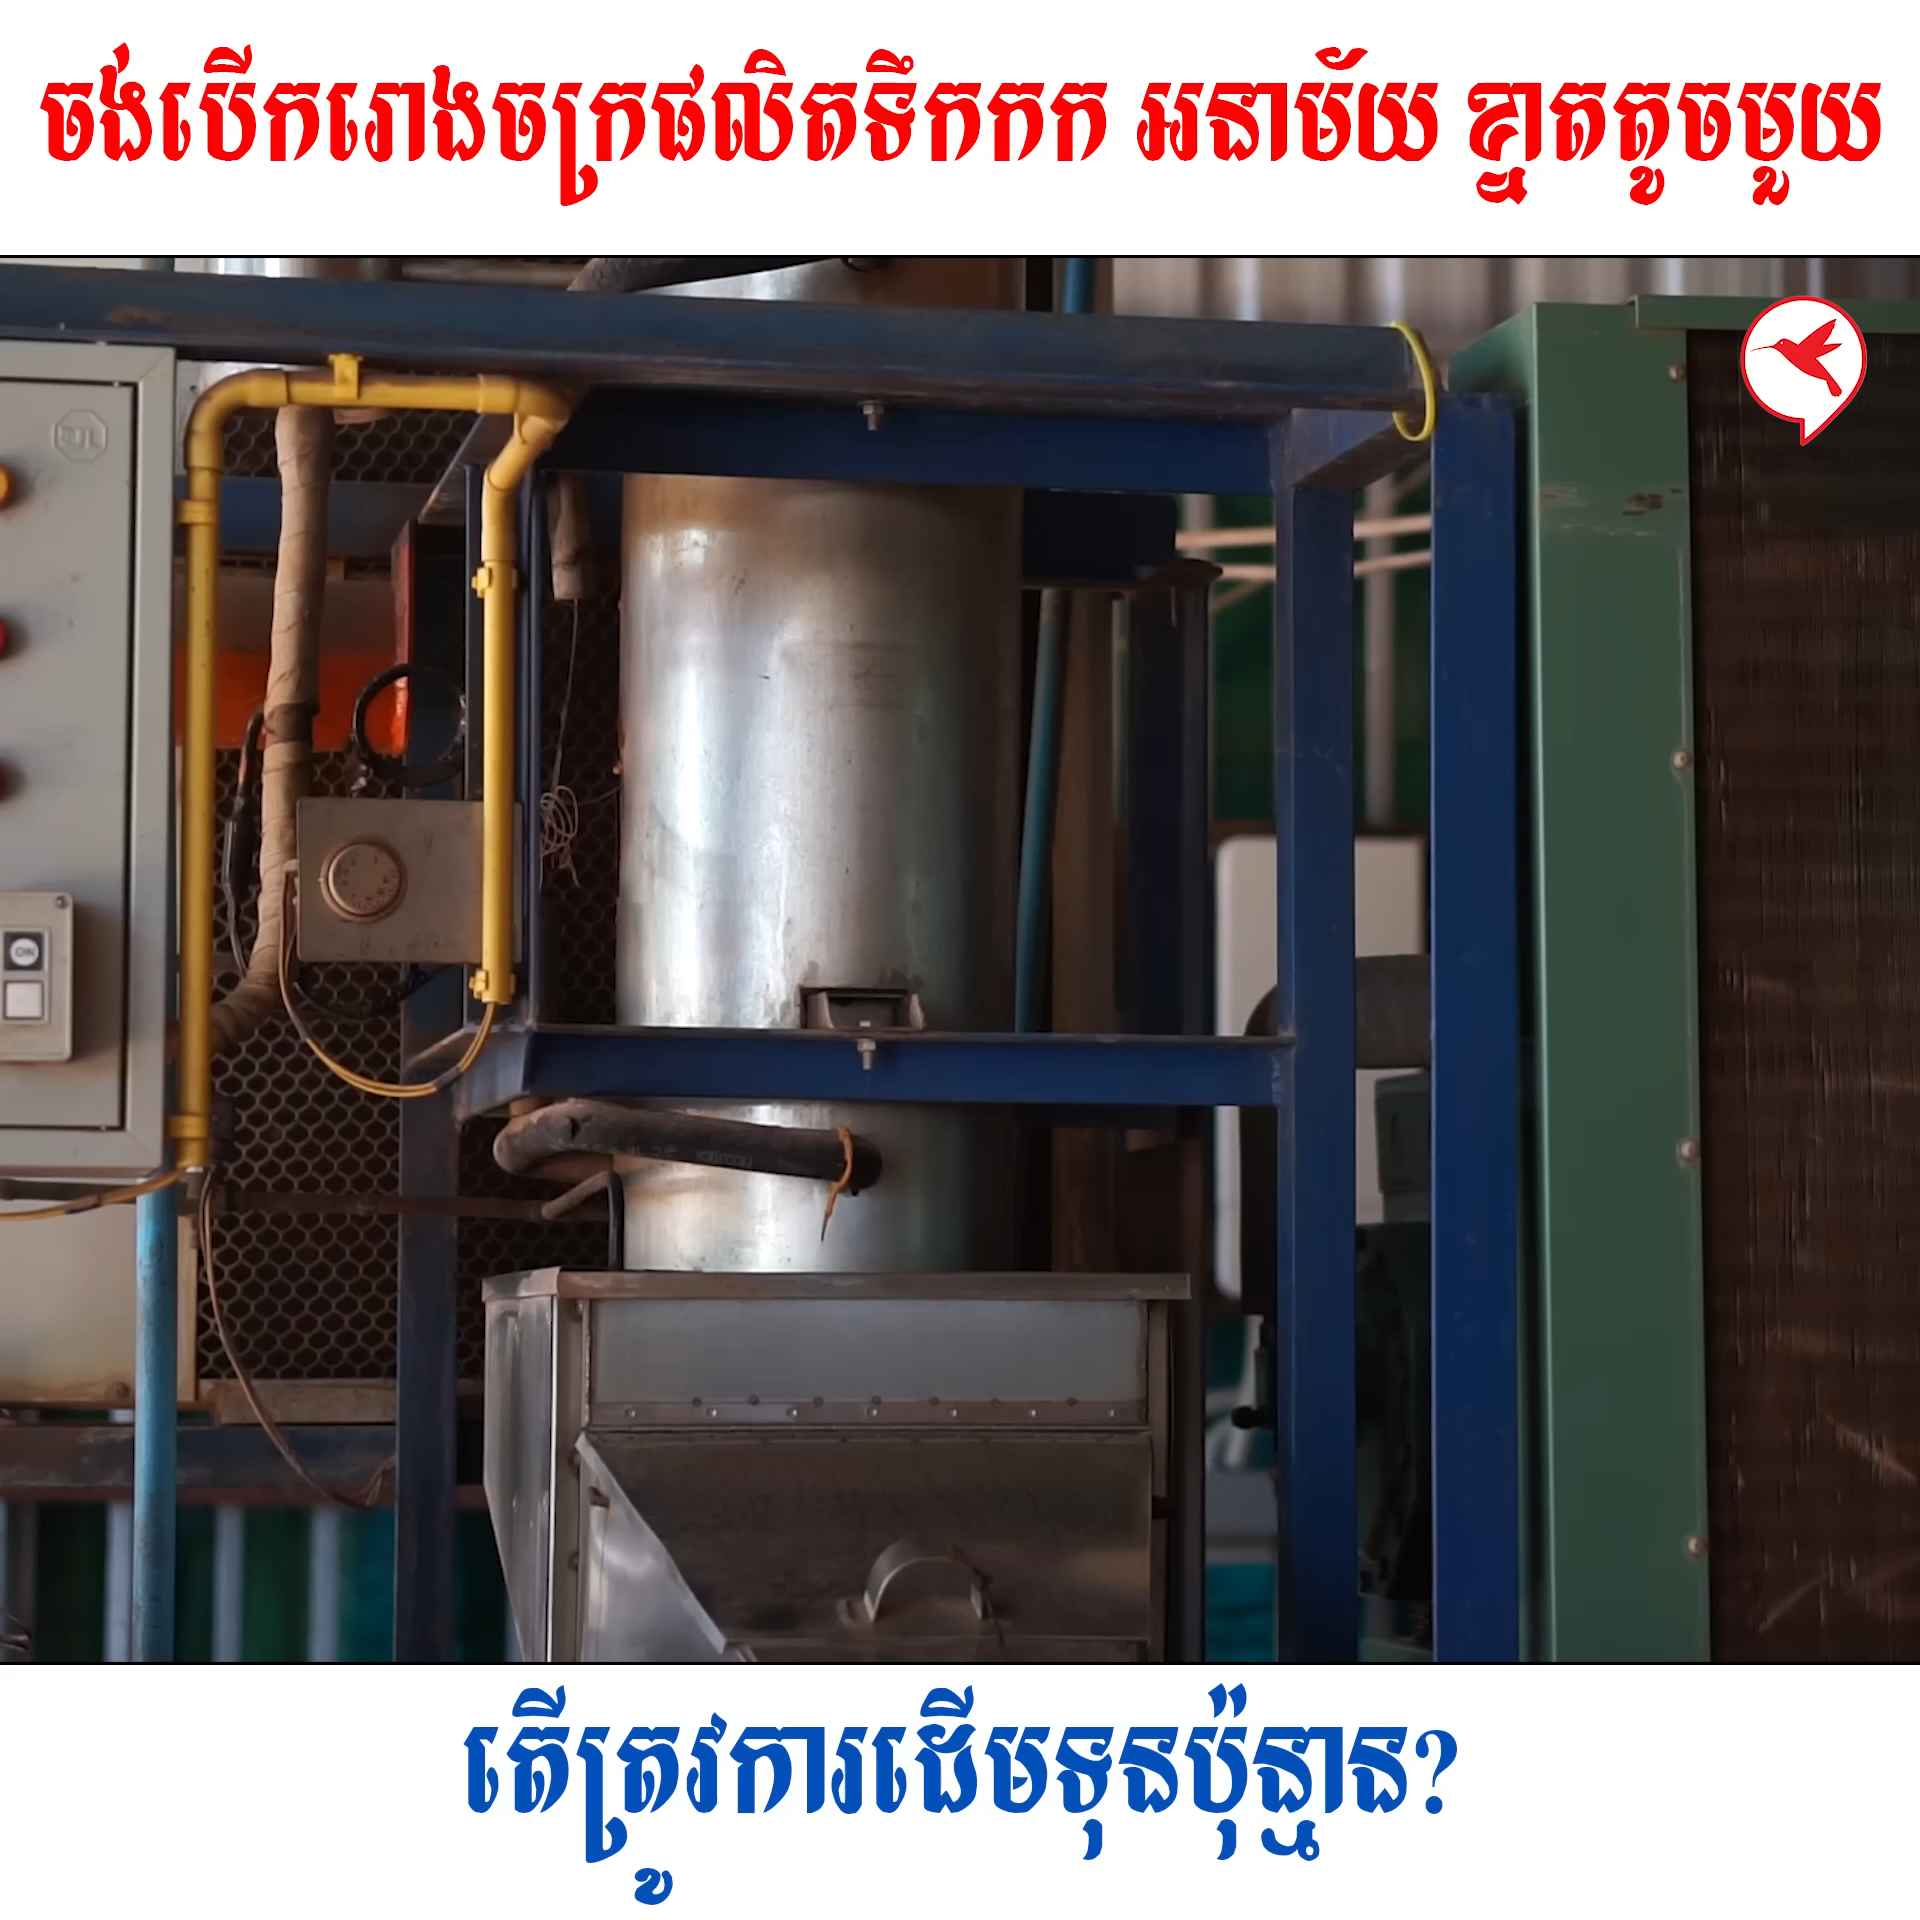 ចង់បើករោងចក្រផលិតទឹកកក អនាម័យ ខ្នាតតូចមួយ
ON
តើត្រូវការដើមទុនប៉ុន្មាន?